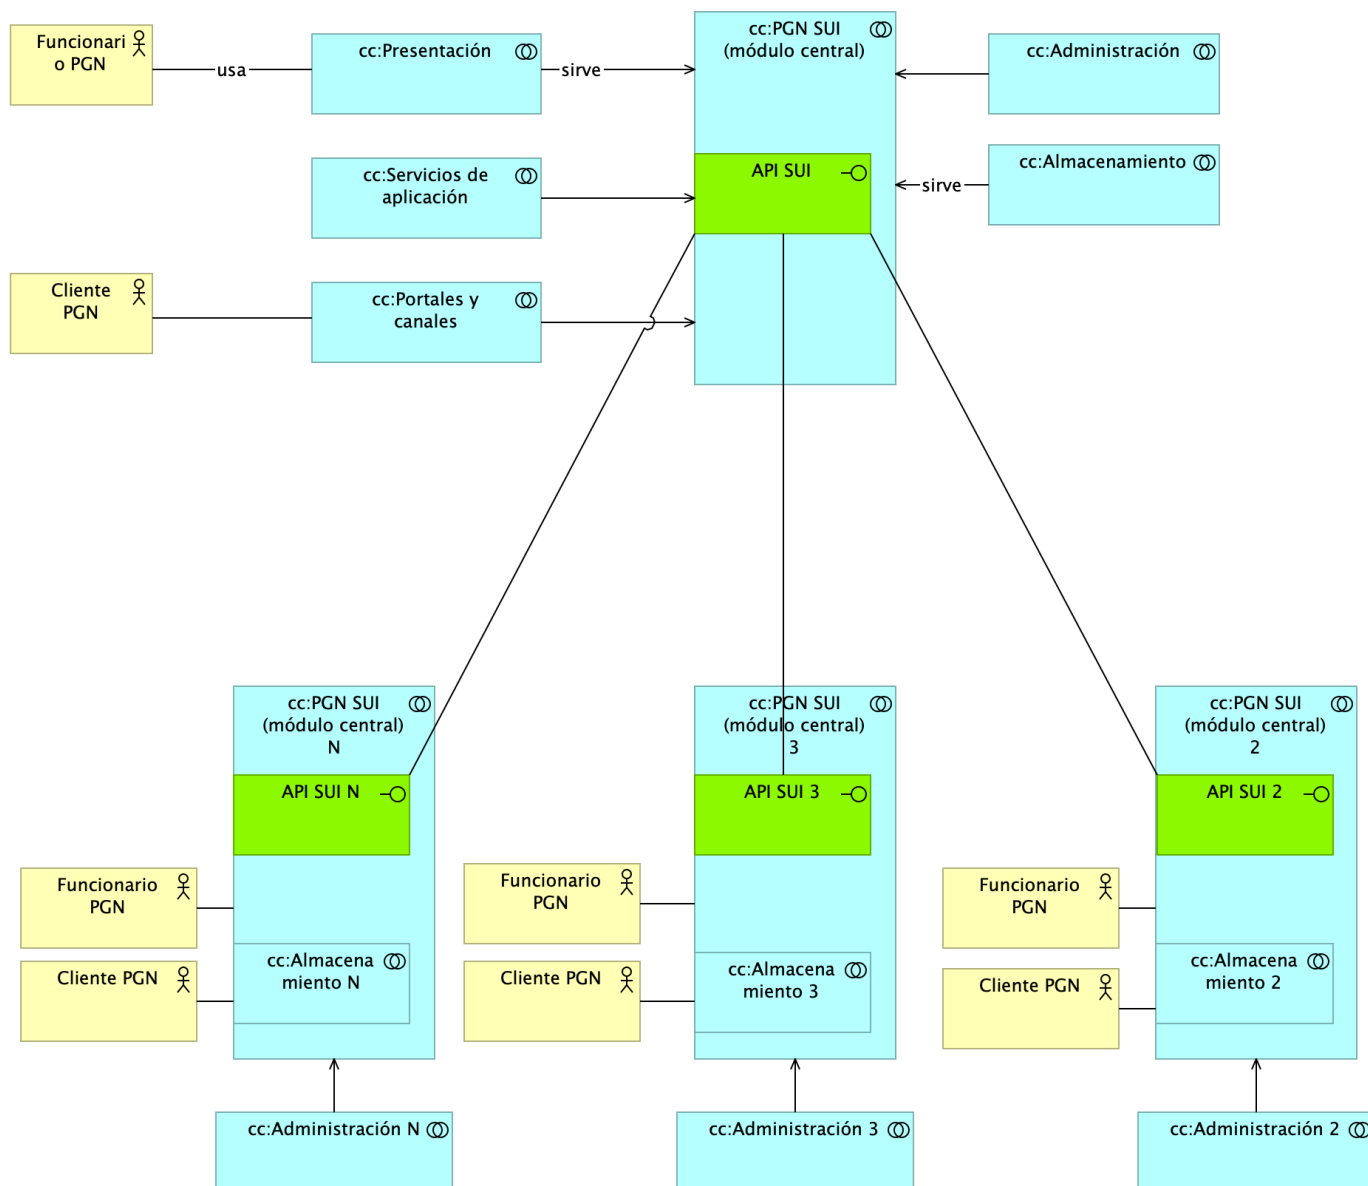 Funcionari
o PGN
usa
cc:Presentación
sirve
cc:PGN SUI
(módulo central)
cc:Administración
cc:Servicios de
aplicación
API SUI
sirve
cc:Almacenamiento
Cliente
PGN
cc:Portales y
canales
cc:PGN SUI
(módulo central)
N
API SUI N
Funcionario
PGN
Cliente PGN
cc:Almacena
miento N
cc:Administración N
cc:PGN SUI
(módulo central)
3
API SUI 3
Funcionario
PGN
Cliente PGN
cc:Almacena
miento 3
cc:Administración 3
cc:PGN SUI
(módulo central)
2
API SUI 2
Funcionario
PGN
Cliente PGN
cc:Almacena
miento 2
cc:Administración 2